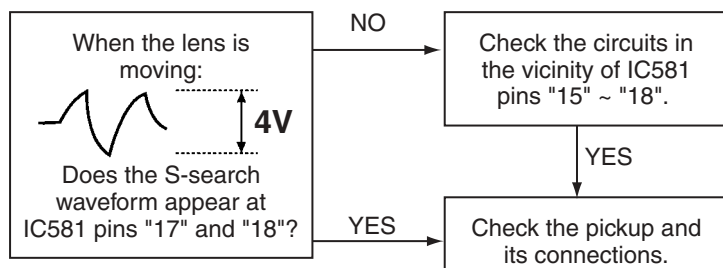 When the lens is
moving:
4V
Does the S-search
waveform appear at
IC581 pins "17" and "18"?
NO
Check the circuits in
the vicinity of IC581
pins "15" ~ "18".
YES
YES
Check the pickup and
its connections.